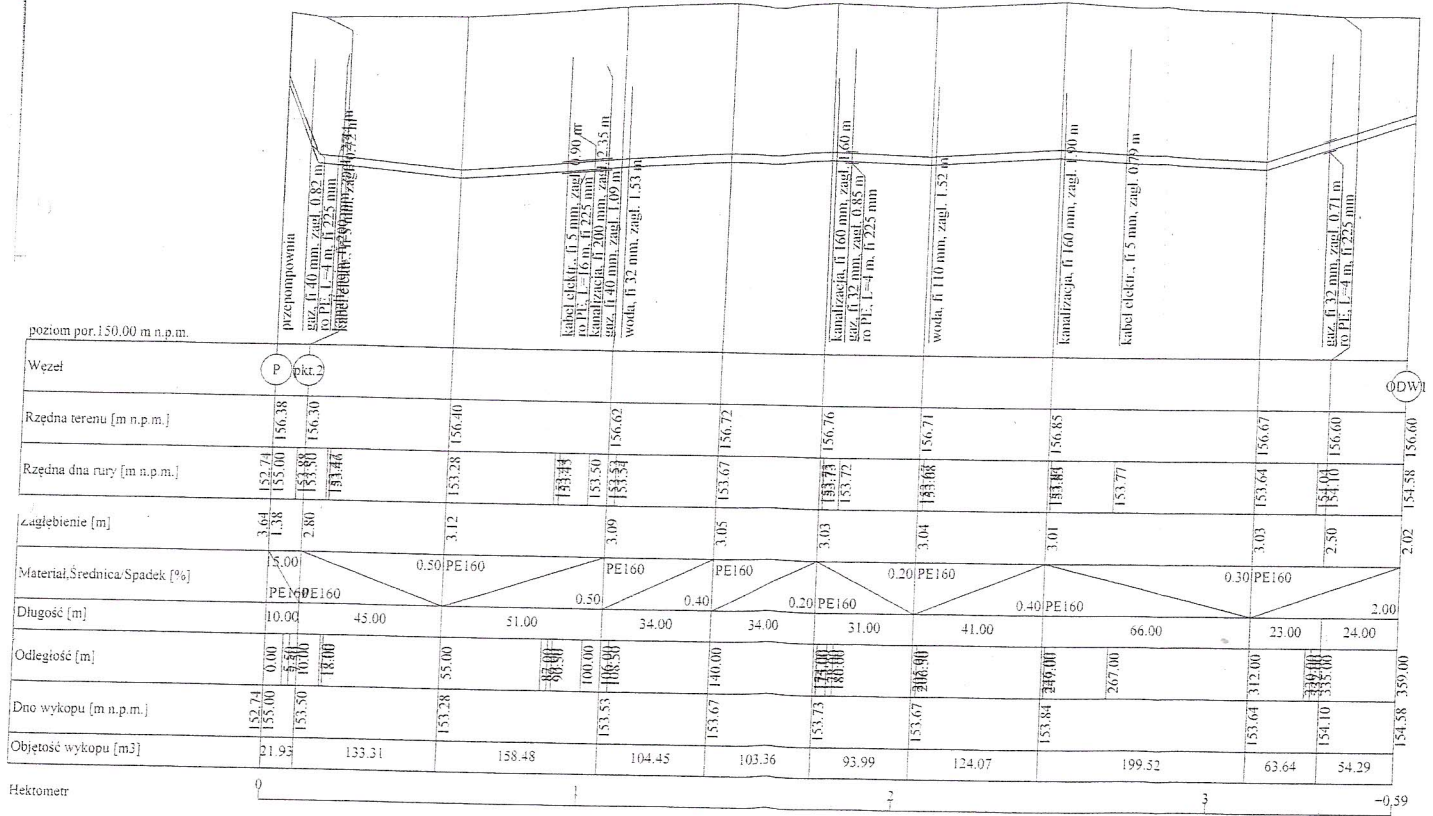 przepompownia
gaz, fi 40 mm, zagł. 0.82 m
ro PE, L=4 m, fi 225 mm
kabel elektr., fi 5 mm, zagł. 0.90 m
ro PE, L=16 m, fi 225 mm
kanalizacja, fi 200 mm, zagł. 2.35 m
gaz, fi 40 mm, zagł. 1.09 m
woda, fi 32 mm, zagł. 1.53 m
kanalizacja, fi 160 mm, zagł. 1.60 m
gaz, fi 32 mm, zagł. 0.85 m
ro PE, L=4 m, fi 225 mm
woda, fi 110 mm, zagł. 1.52 m
kanalizacja, fi 160 mm, zagł. 1.90 m
kabel elektr., fi 5 mm, zagł. 0.79 m
gaz, fi 32 mm, zagł. 0.71 m
ro PE, L=4 m, fi 225 mm
poziom por.150.00 m n.p.m.
Węzeł P pkt.2 ODW1
Rzędna terenu [m n.p.m.] 156.38 156.30 156.40 156.62 156.72 156.76 156.71 156.85 156.67 156.60 156.60
Rzędna dna rury [m n.p.m.] 152.74 155.00 153.50 153.28 153.50 153.54 153.67 153.72 153.77 153.64 154.10 154.58
Zagłębienie [m] 3.64 1.38 2.80 3.12 3.09 3.05 3.03 3.04 3.01 3.03 2.50 2.02
Materiał,Średnica/Spadek [%] 15.00 PE160 PE160 0.50 PE160 0.50 PE160 0.40 PE160 0.20 PE160 0.20 PE160 0.40 PE160 0.30 PE160 2.00
Długość [m] 10.00 45.00 51.00 34.00 34.00 31.00 41.00 66.00 23.00 24.00
Odległość [m] 0.00 10.00 18.00 55.00 100.00 108.50 140.00 180.00 206.50 249.00 267.00 312.00 335.00 359.00
Dno wykopu [m n.p.m.] 152.74 155.00 153.50 153.28 153.53 153.67 153.73 153.67 153.84 153.64 154.10 154.58
Objętość wykopu [m3] 21.93 133.31 158.48 104.45 103.36 93.99 124.07 199.52 63.64 54.29
Hektometr 0 1 2 3 -0,59